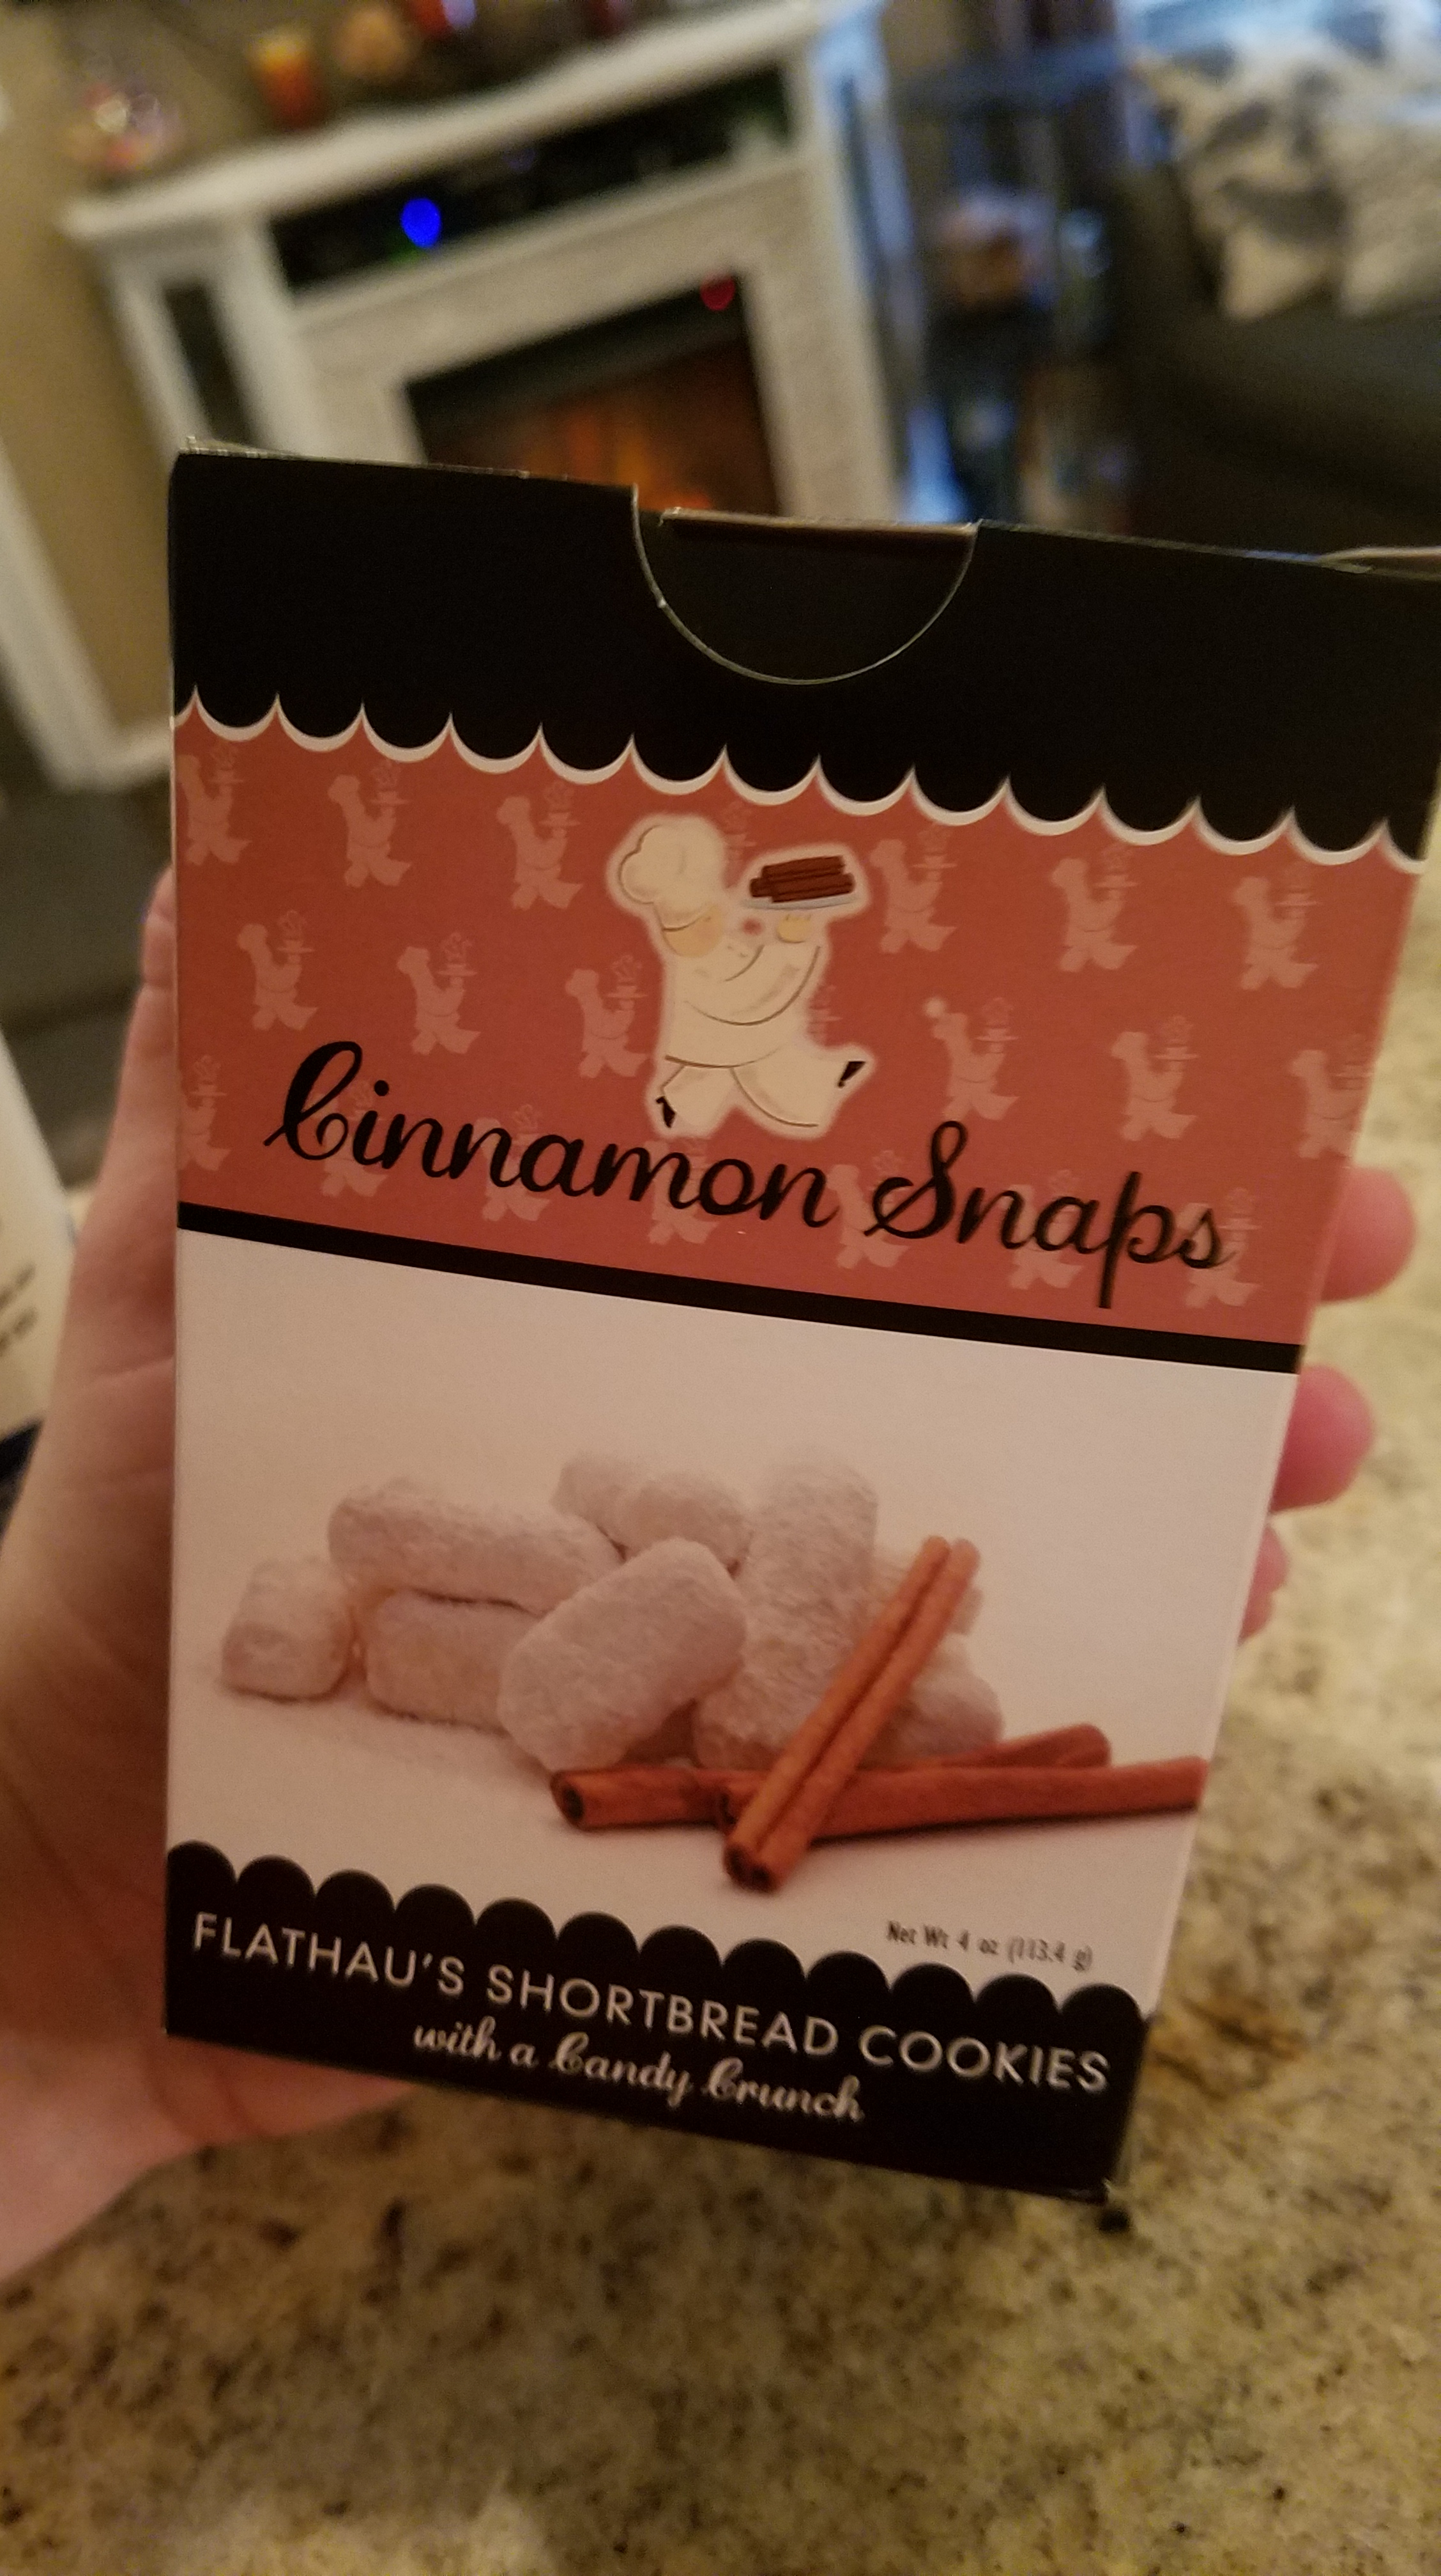 Cinnamon Snaps
Net Wt 4 oz (113.4 g)
FLATHAU'S SHORTBREAD COOKIES
with a Candy Crunch